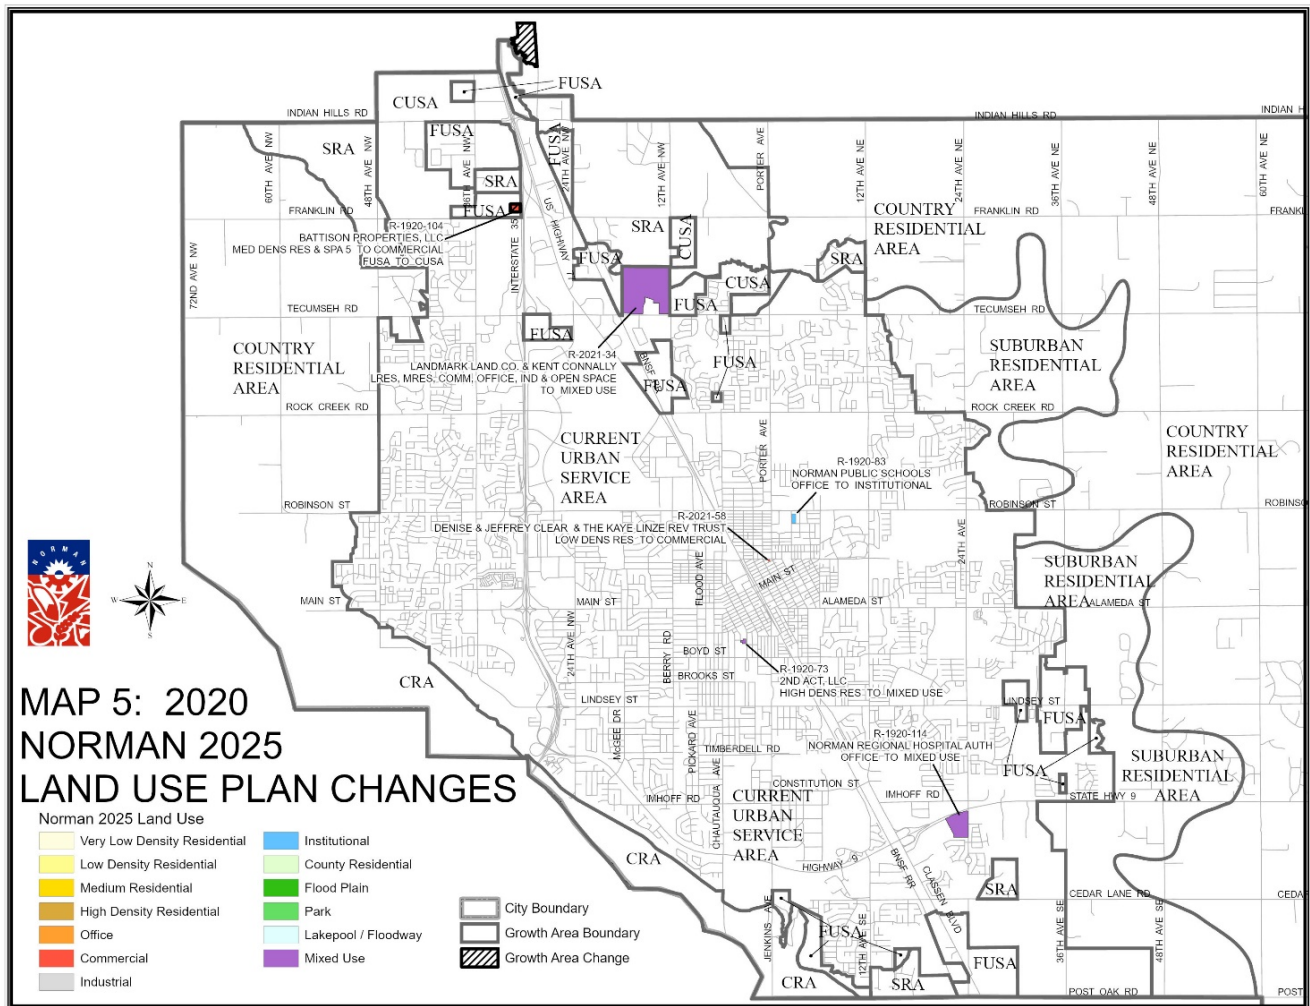 FUSA
CUSA
INDIAN HILLS RD
INDIAN HILLS RD
INDIAN H
FUSA
FUSA
SRA
60TH AVE NW
48TH AVE NW
36TH AVE NW
24TH AVE NW
12TH AVE NW
PORTER AVE
12TH AVE NE
24TH AVE NE
36TH AVE NE
48TH AVE NE
60TH AVE NE
SRA
FRANKLIN RD
FUSA
US HIGHWAY 77
SRA
CUSA
COUNTRY
RESIDENTIAL
AREA
FRANKLIN RD
FRANKL
R-1920-104
BATTISON PROPERTIES, LLC
MED DENS RES & SPA 5 TO COMMERCIAL
FUSA TO CUSA
INTERSTATE 35
72ND AVE NW
FUSA
SRA
CUSA
FUSA
TECUMSEH RD
TECUMSEH RD
FUSA
COUNTRY
RESIDENTIAL
AREA
R-2021-34
LANDMARK LAND CO. & KENT CONNALLY
LRES, MRES, COMM, OFFICE, IND & OPEN SPACE
TO MIXED USE
BNSF
FUSA
FUSA
SUBURBAN
RESIDENTIAL
AREA
ROCK CREEK RD
ROCK CREEK RD
CURRENT
URBAN
SERVICE
AREA
PORTER AVE
COUNTRY
RESIDENTIAL
AREA
R-1920-83
NORMAN PUBLIC SCHOOLS
OFFICE TO INSTITUTIONAL
ROBINSON ST
ROBINSON ST
ROBINSO
R-2021-58
DENISE & JEFFREY CLEAR & THE KAYE LINZE REV TRUST
LOW DENS RES TO COMMERCIAL
24TH AVE NE
NORMAN
N
W E
S
FLOOD AVE
MAIN ST
SUBURBAN
RESIDENTIAL
AREA
MAIN ST
MAIN ST
ALAMEDA ST
ALAMEDA ST
24TH AVE NW
BERRY RD
BOYD ST
BROOKS ST
R-1920-73
2ND ACT, LLC
HIGH DENS RES TO MIXED USE
CRA
LINDSEY ST
LINDSEY ST
FUSA
MAP 5: 2020
NORMAN 2025
LAND USE PLAN CHANGES
McGEE DR
PICKARD AVE
TIMBERDELL RD
R-1920-114
NORMAN REGIONAL HOSPITAL AUTH
OFFICE TO MIXED USE
FUSA
SUBURBAN
RESIDENTIAL
AREA
CHAUTAUQUA AVE
CONSTITUTION ST
IMHOFF RD
IMHOFF RD
STATE HWY 9
CURRENT
URBAN
SERVICE
AREA
HIGHWAY 9
BNSF RR
CLASSEN BLVD
CRA
SRA
CEDAR LANE RD
CEDAR
JENKINS AVE
FUSA
12TH AVE SE
36TH AVE SE
48TH AVE SE
FUSA
CRA
SRA
POST OAK RD
POST
Norman 2025 Land Use
Very Low Density Residential
Low Density Residential
Medium Residential
High Density Residential
Office
Commercial
Industrial
Institutional
County Residential
Flood Plain
Park
Lakepool / Floodway
Mixed Use
City Boundary
Growth Area Boundary
Growth Area Change